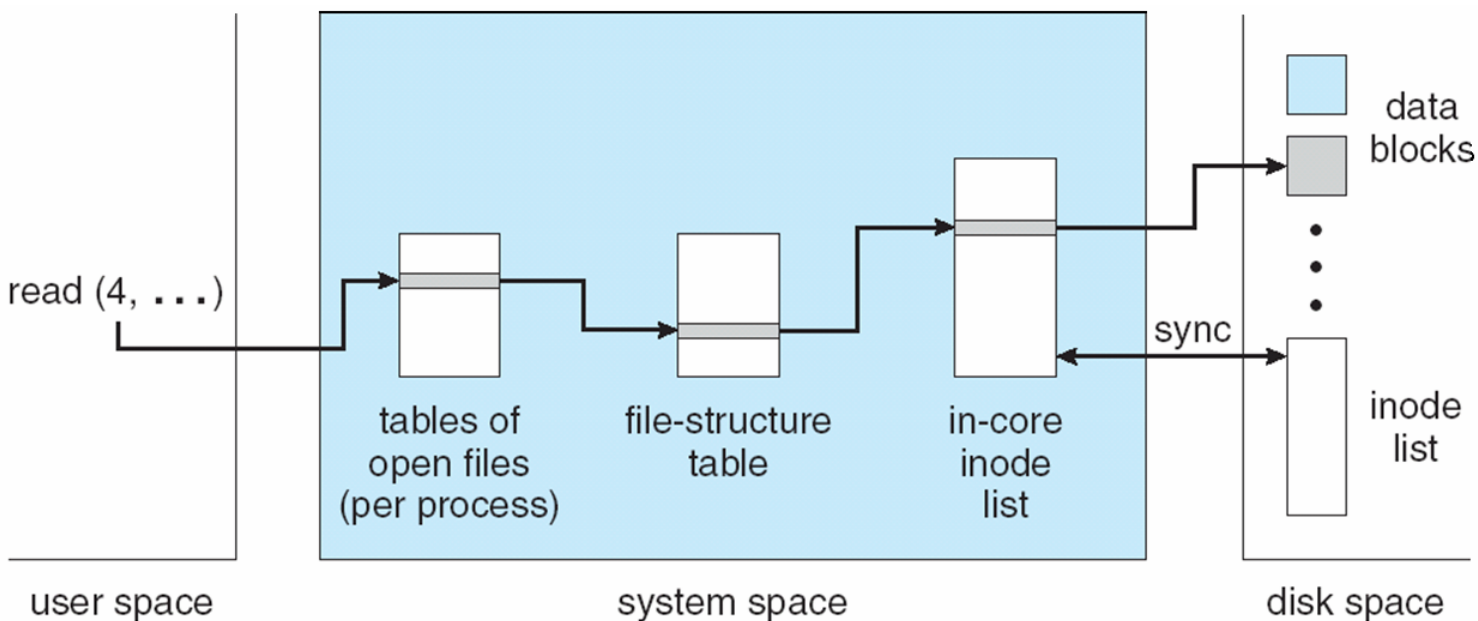 read (4, ...)
tables of
open files
(per process)
file-structure
table
in-core
inode
list
sync
data
blocks
inode
list
user space
system space
disk space